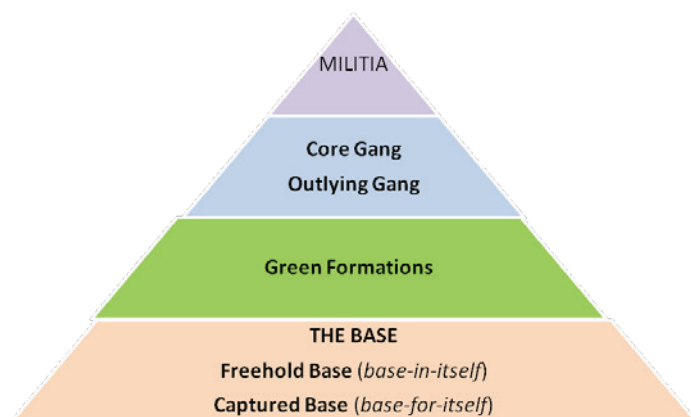 MILITIA
Core Gang
Outlying Gang
Green Formations
THE BASE
Freehold Base (base-in-itself)
Captured Base (base-for-itself)